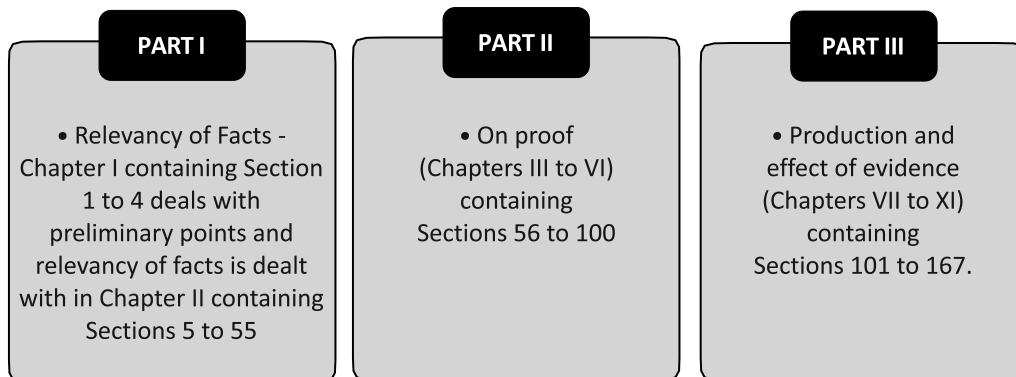 PART I
• Relevancy of Facts -
Chapter I containing Section
1 to 4 deals with
preliminary points and
relevancy of facts is dealt
with in Chapter II containing
Sections 5 to 55
PART II
• On proof
(Chapters III to VI)
containing
Sections 56 to 100
PART III
• Production and
effect of evidence
(Chapters VII to XI)
containing
Sections 101 to 167.